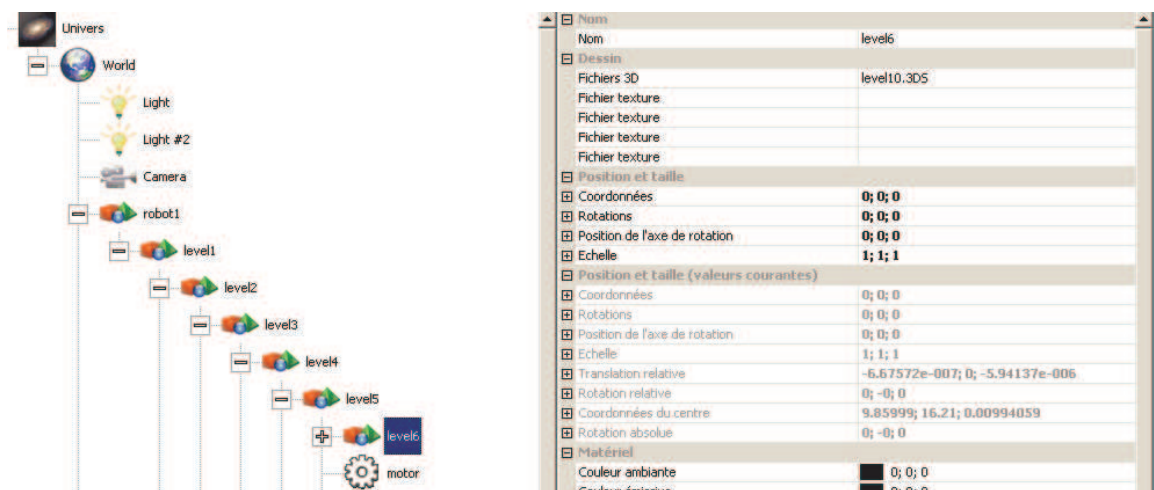 Univers
World
Light
Light #2
Camera
robot1
level1
level2
level3
level4
level5
level6
motor
Nom
Nom level6
Dessin
Fichiers 3D level10.3DS
Fichier texture
Fichier texture
Fichier texture
Fichier texture
Position et taille
Coordonnées 0; 0; 0
Rotations 0; 0; 0
Position de l'axe de rotation 0; 0; 0
Echelle 1; 1; 1
Position et taille (valeurs courantes)
Coordonnées 0; 0; 0
Rotations 0; 0; 0
Position de l'axe de rotation 0; 0; 0
Echelle 1; 1; 1
Translation relative -6.67572e-007; 0; -5.94137e-006
Rotation relative 0; -0; 0
Coordonnées du centre 9.85999; 16.21; 0.00994059
Rotation absolue 0; -0; 0
Matériel
Couleur ambiante 0; 0; 0